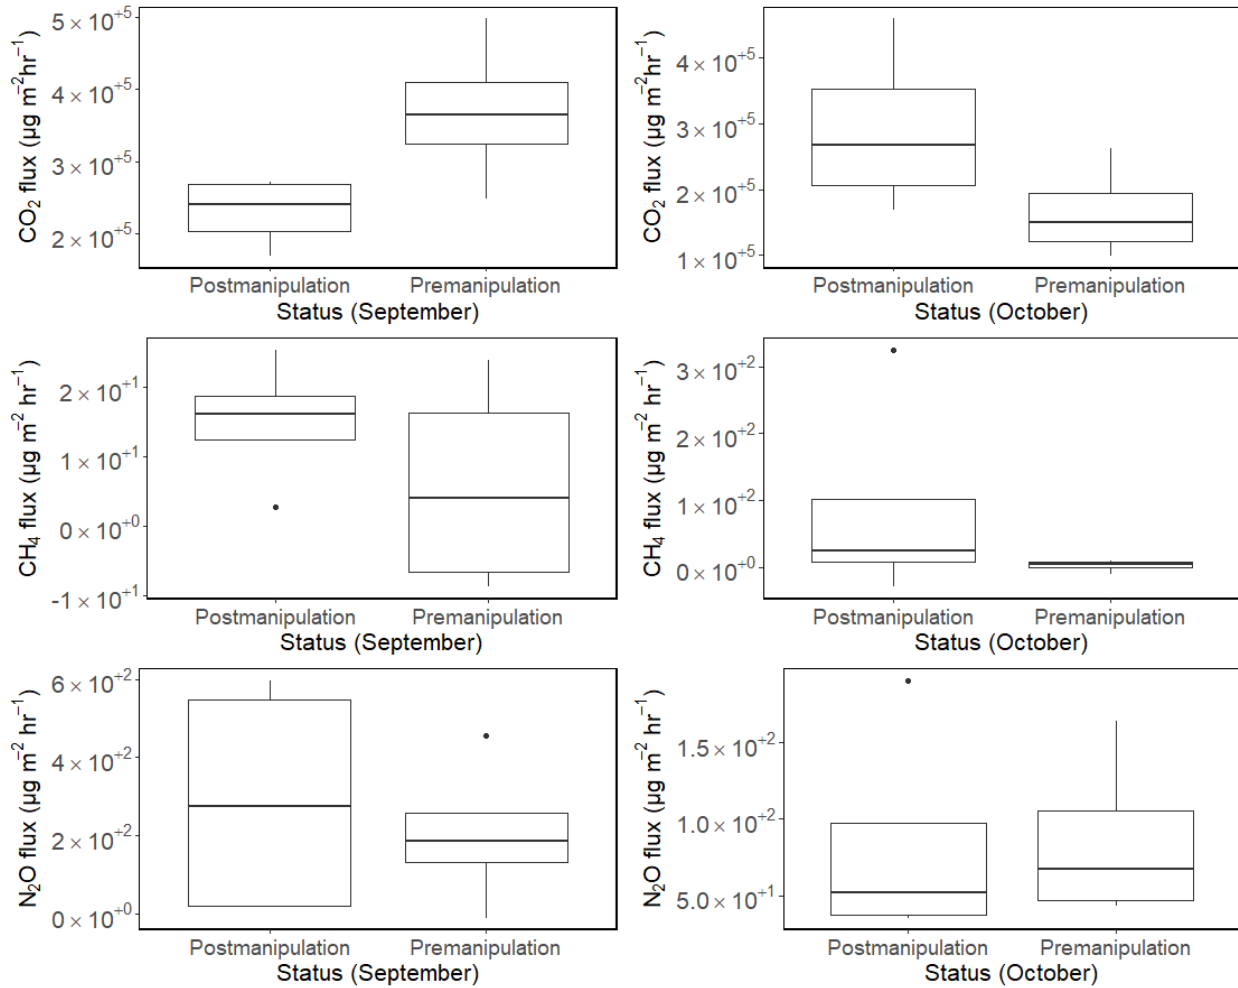 CO₂ flux (µg m⁻²hr⁻¹)
5 × 10⁺⁵
4 × 10⁺⁵
3 × 10⁺⁵
2 × 10⁺⁵
Postmanipulation Premanipulation
Status (September)
CO₂ flux (µg m⁻²hr⁻¹)
4 × 10⁺⁵
3 × 10⁺⁵
2 × 10⁺⁵
1 × 10⁺⁵
Postmanipulation Premanipulation
Status (October)
CH₄ flux (µg m⁻² hr⁻¹)
2 × 10⁺¹
1 × 10⁺¹
0 × 10⁺⁰
-1 × 10⁺¹
Postmanipulation Premanipulation
Status (September)
CH₄ flux (µg m⁻² hr⁻¹)
3 × 10⁺²
2 × 10⁺²
1 × 10⁺²
0 × 10⁺⁰
Postmanipulation Premanipulation
Status (October)
N₂O flux (µg m⁻² hr⁻¹)
6 × 10⁺²
4 × 10⁺²
2 × 10⁺²
0 × 10⁺⁰
Postmanipulation Premanipulation
Status (September)
N₂O flux (µg m⁻² hr⁻¹)
1.5 × 10⁺²
1.0 × 10⁺²
5.0 × 10⁺¹
Postmanipulation Premanipulation
Status (October)